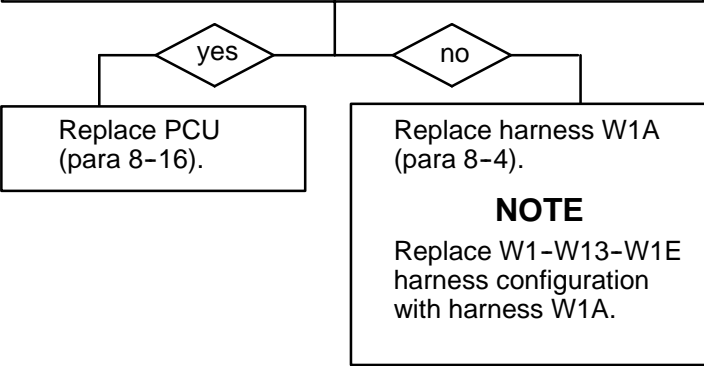 yes
no
Replace PCU
(para 8-16).
Replace harness W1A
(para 8-4).
NOTE
Replace W1-W13-W1E
harness configuration
with harness W1A.